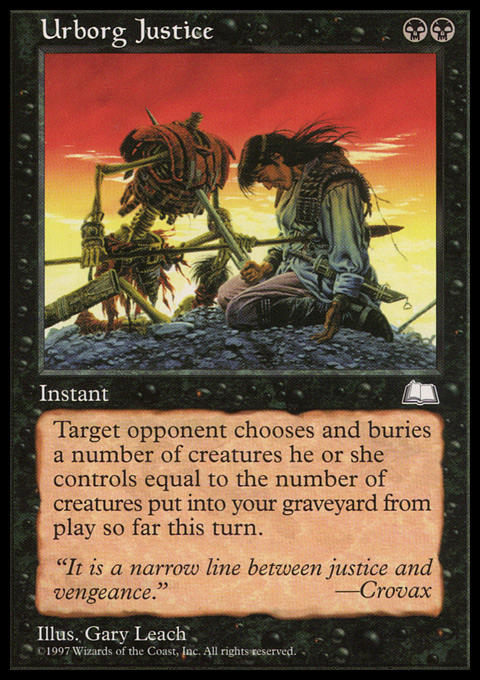 Urborg Justice
Instant
Target opponent chooses and buries
a number of creatures he or she
controls equal to the number of
creatures put into your graveyard from
play so far this turn.
“It is a narrow line between justice and
vengeance.” —Crovax
Illus. Gary Leach
©1997 Wizards of the Coast, Inc. All rights reserved.